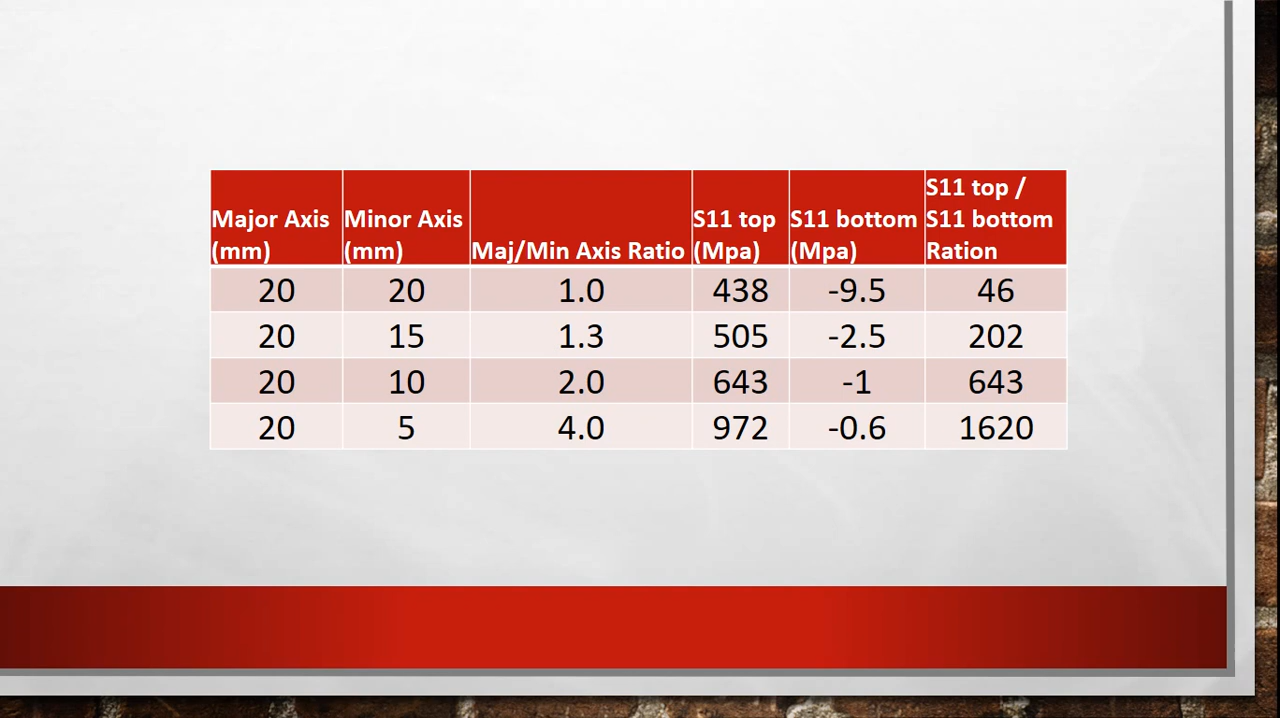 Major Axis (mm) Minor Axis (mm) Maj/Min Axis Ratio S11 top (Mpa) S11 bottom (Mpa) S11 top / S11 bottom Ration
20 20 1.0 438 -9.5 46
20 15 1.3 505 -2.5 202
20 10 2.0 643 -1 643
20 5 4.0 972 -0.6 1620